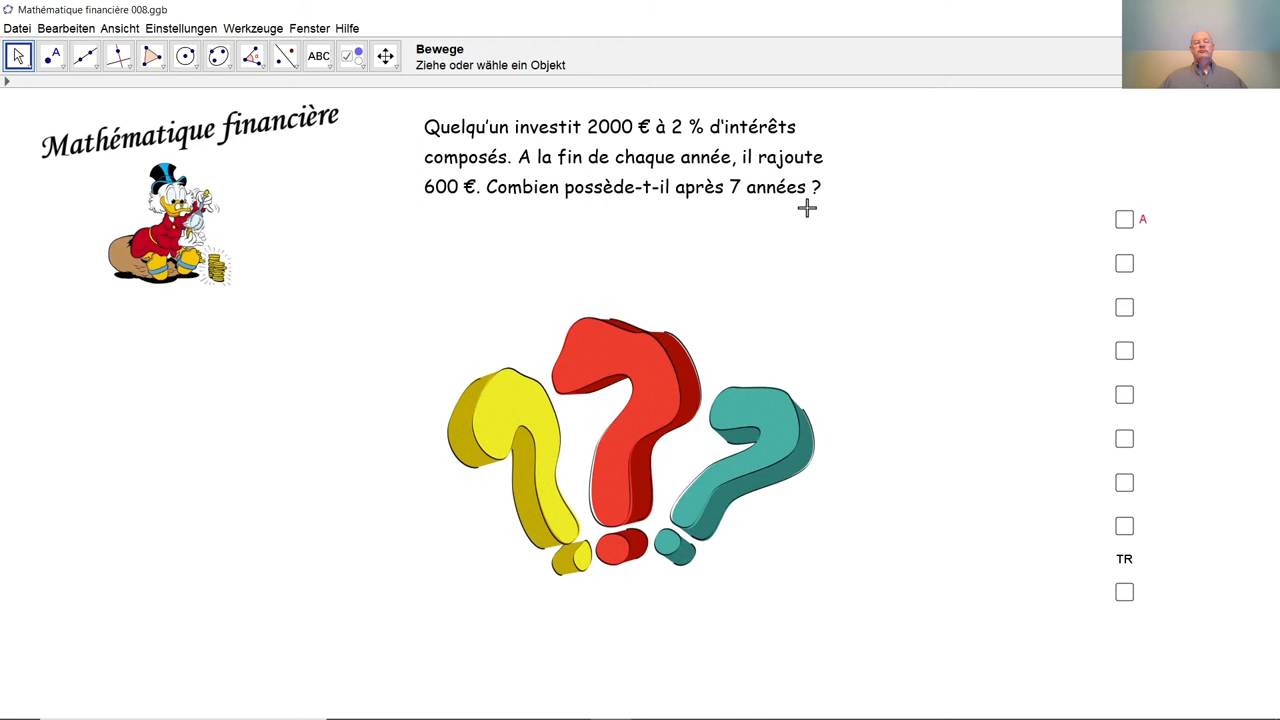 Mathématique financière 008.ggb
Datei Bearbeiten Ansicht Einstellungen Werkzeuge Fenster Hilfe
A
ABC
Bewege
Ziehe oder wähle ein Objekt
Mathématique financière
Quelqu'un investit 2000 € à 2 % d'intérêts
composés. A la fin de chaque année, il rajoute
600 €. Combien possède-t-il après 7 années ?
A
TR